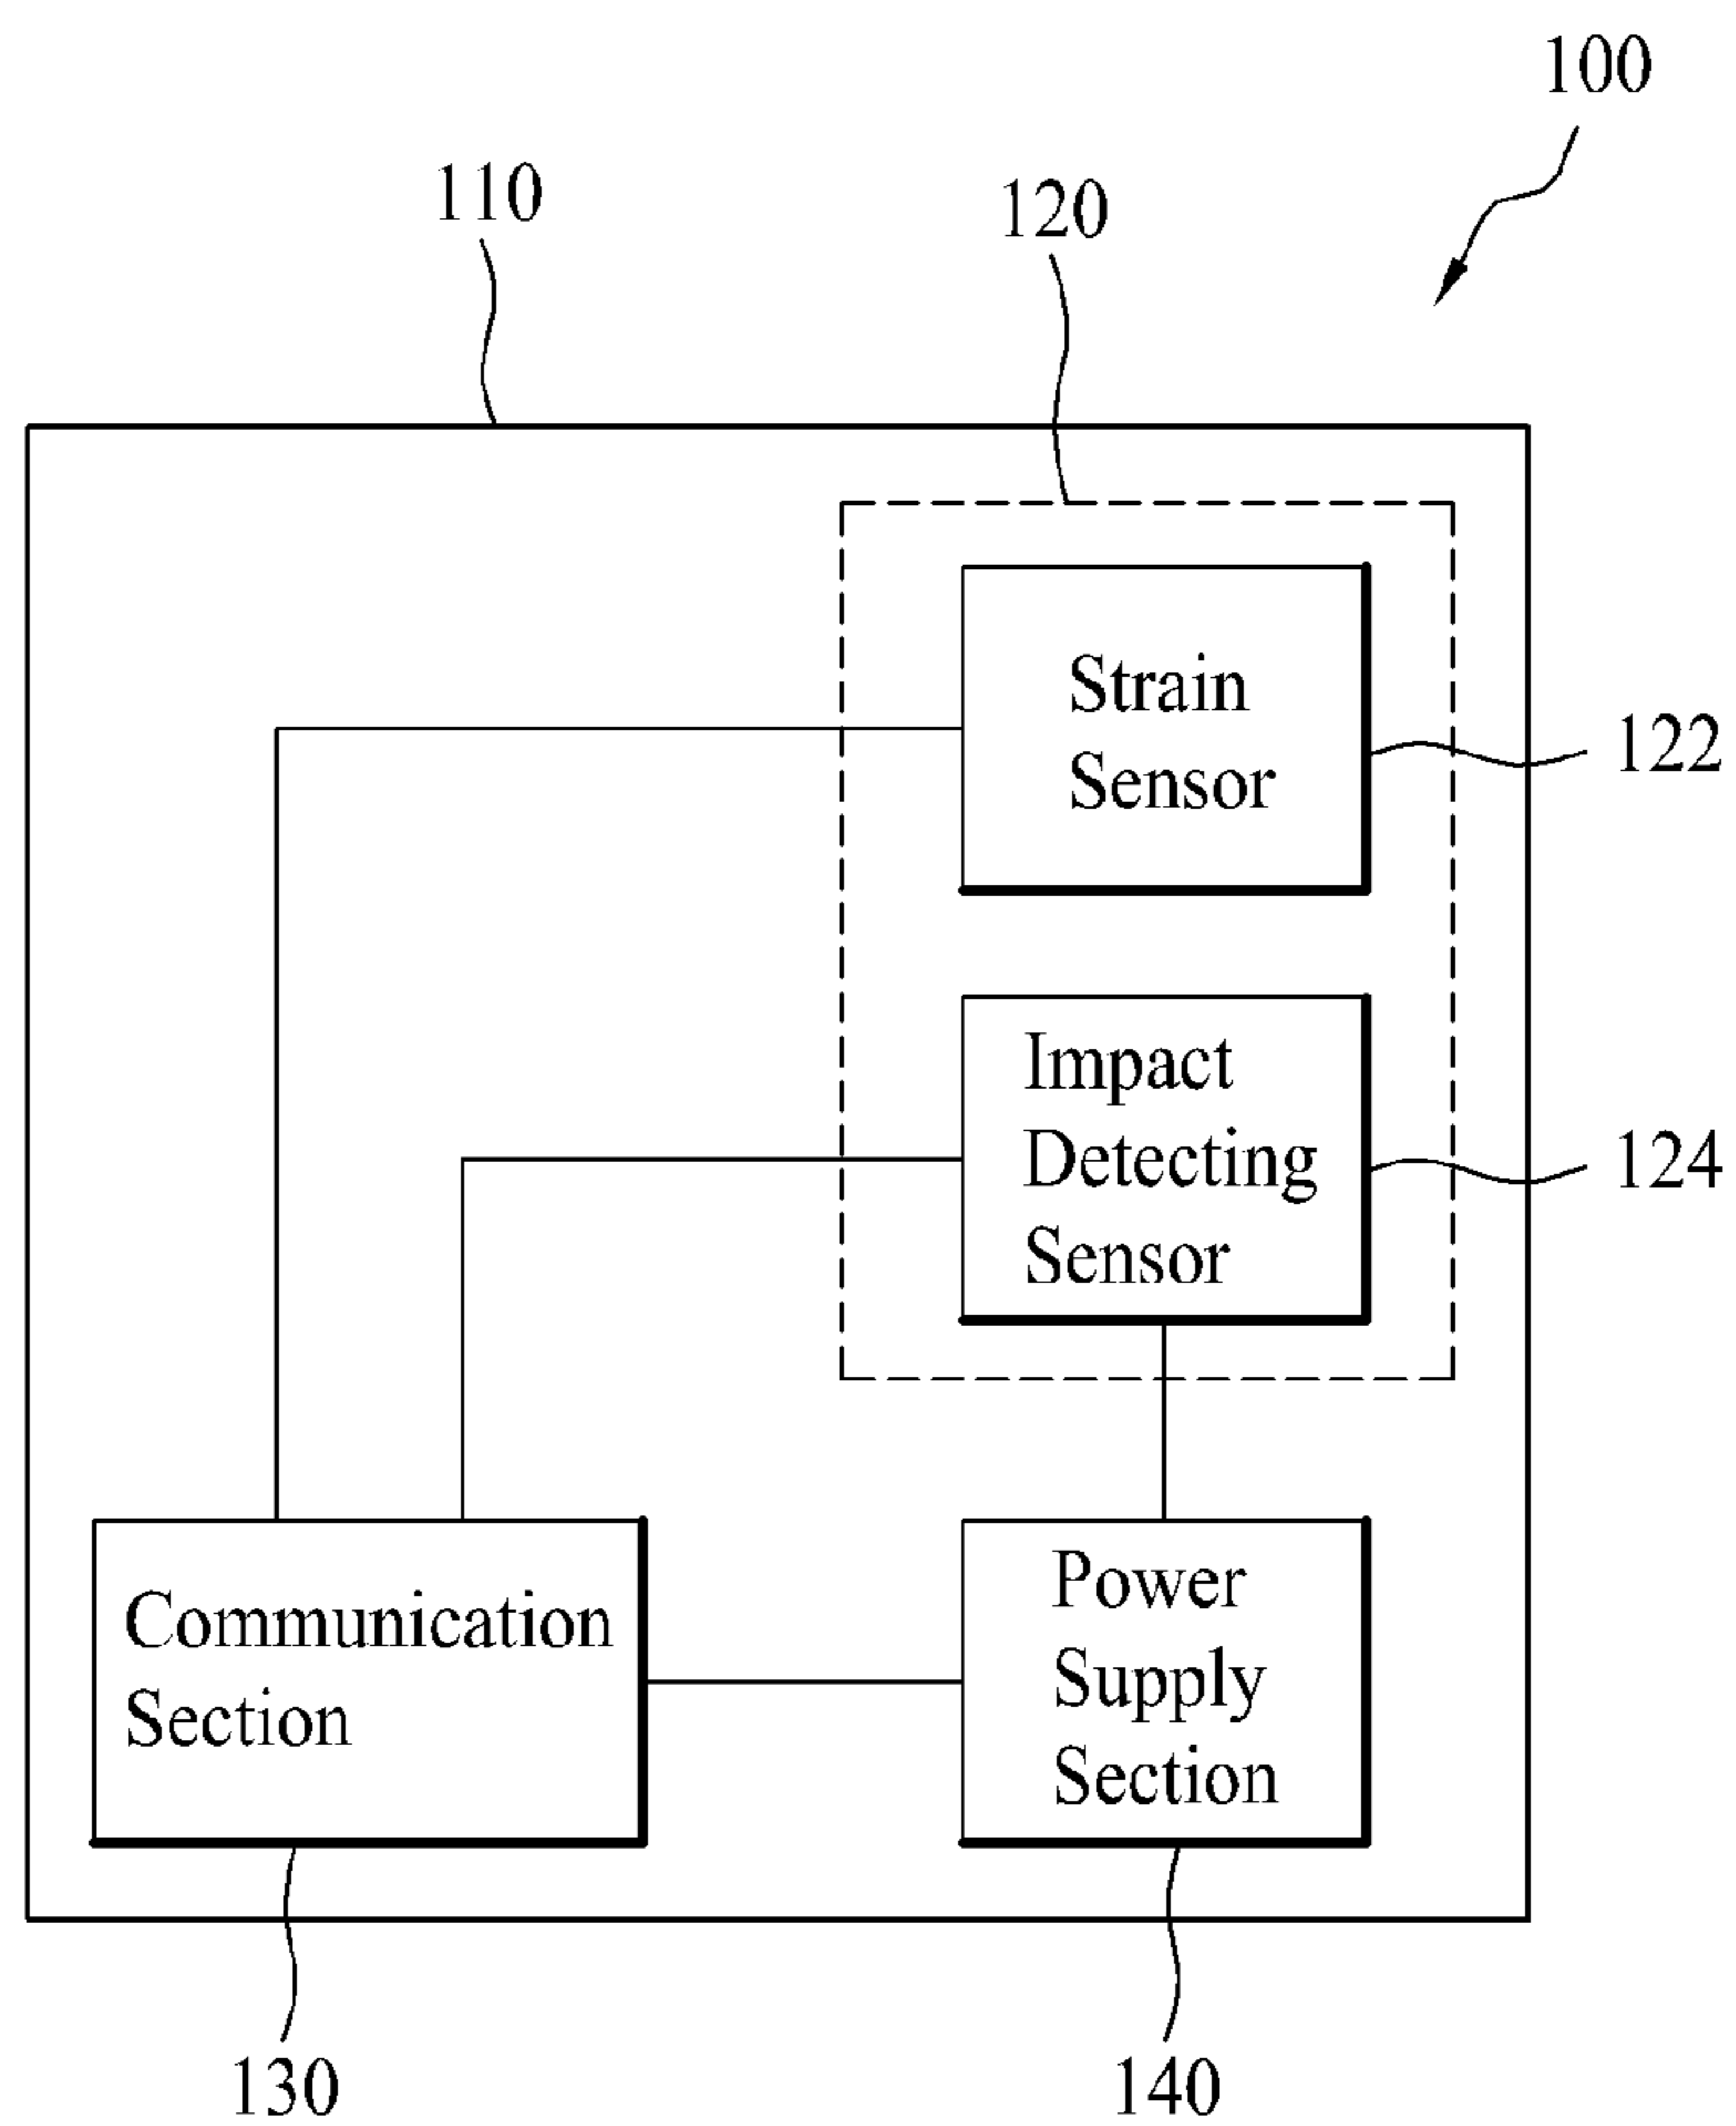 100
110
120
Strain
Sensor
122
Impact
Detecting
Sensor
124
Communication
Section
Power
Supply
Section
130
140